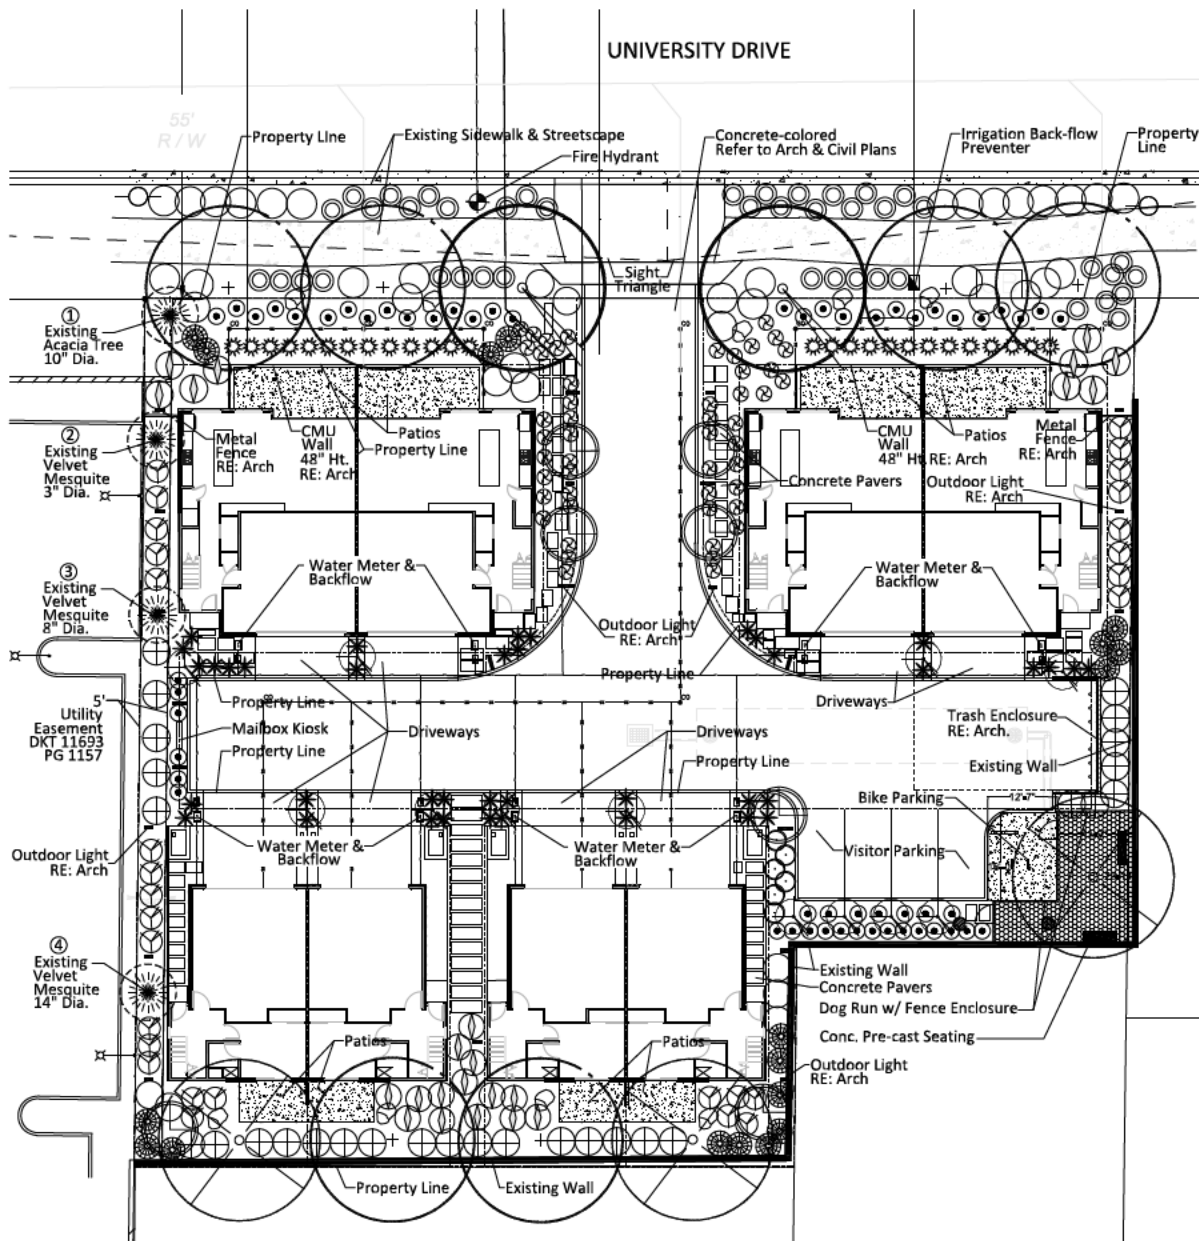 UNIVERSITY DRIVE
55'
R / W
Property LIne
Existing Sidewalk & Streetscape
Fire Hydrant
Concrete-colored
Refer to Arch & Civil Plans
Irrigation Back-flow
Preventer
Property
Line
Sight
Triangle
1
Existing
Acacia Tree
10" Dia.
2
Existing
Velvet
Mesquite
3" Dia.
Metal
Fence
RE: Arch
CMU
Wall
48" Ht.
RE: Arch
Patios
Property Line
CMU
Wall
48" Ht.
RE: Arch
Patios
Metal
Fence
RE: Arch
Concrete Pavers
Outdoor Light
RE: Arch
3
Existing
Velvet
Mesquite
8" Dia.
Water Meter &
Backflow
Water Meter &
Backflow
Outdoor Light
RE: Arch
Property Line
5'
Utility
Easement
DKT 11693
PG 1157
Property Line
Mailbox Kiosk
Property Line
Driveways
Driveways
Property Line
Driveways
Trash Enclosure
RE: Arch.
Existing Wall
Bike Parking
12'-7"
Visitor Parking
Outdoor Light
RE: Arch
Water Meter &
Backflow
Water Meter &
Backflow
4
Existing
Velvet
Mesquite
14" Dia.
Existing Wall
Concrete Pavers
Dog Run w/ Fence Enclosure
Conc. Pre-cast Seating
Patios
Patios
Outdoor Light
RE: Arch
Property Line
Existing Wall